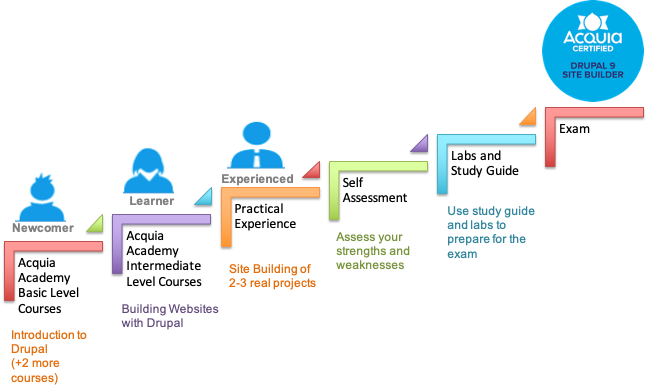 Newcomer
Acquia
Academy
Basic Level
Courses
Introduction to
Drupal
(+2 more
courses)
Learner
Acquia
Academy
Intermediate
Level Courses
Building Websites
with Drupal
Experienced
Practical
Experience
Site Building of
2-3 real projects
Self
Assessment
Assess your
strengths and
weaknesses
Labs and
Study Guide
Use study guide
and labs to
prepare for the
exam
Exam
ACQUIA
CERTIFIED
DRUPAL 9
SITE BUILDER